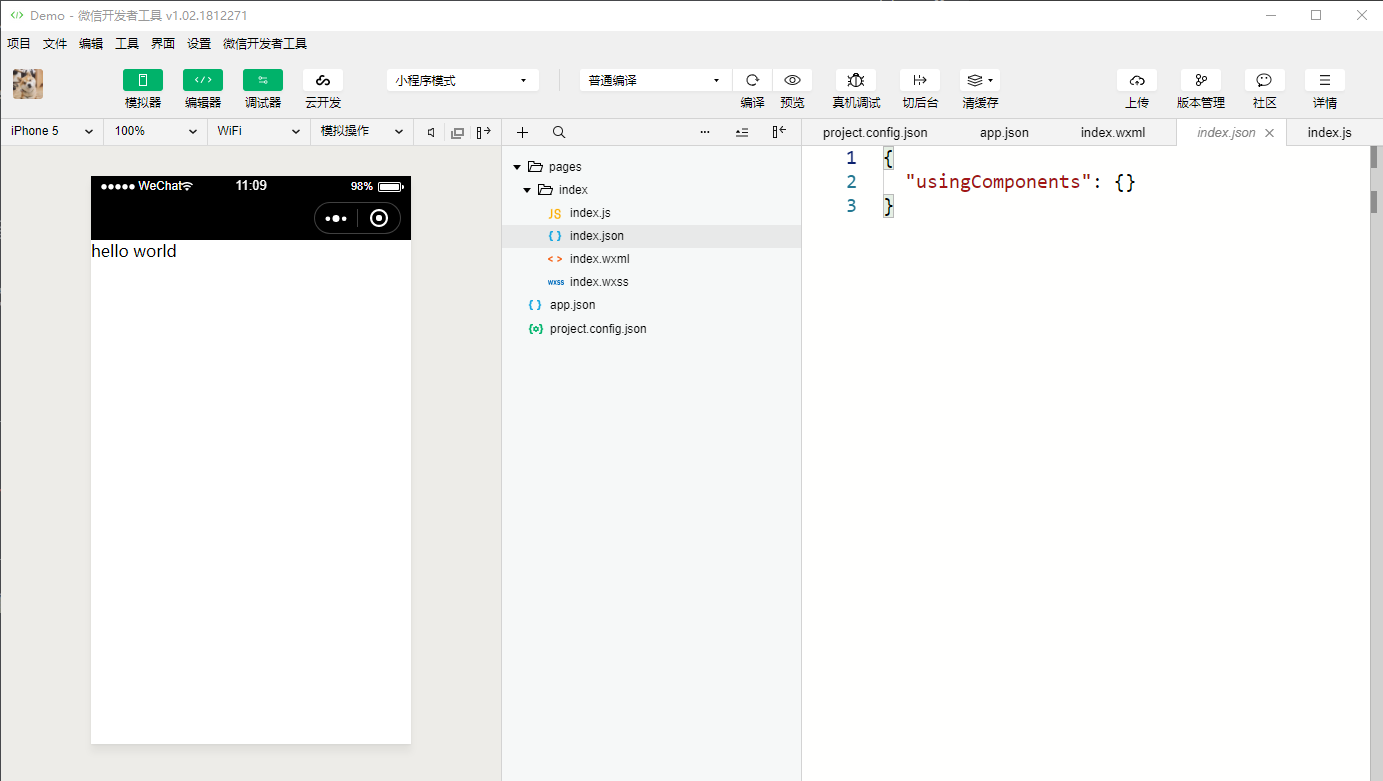 Demo - 微信开发者工具 v1.02.1812271
项目 文件 编辑 工具 界面 设置 微信开发者工具
小程序模式 普通编译
模拟器 编辑器 调试器 云开发 编译 预览 真机调试 切后台 清缓存 上传 版本管理 社区 详情
iPhone 5 100% WiFi 模拟操作
project.config.json app.json index.wxml index.json index.js
WeChat 11:09 98%
hello world
pages
index
JS index.js
{ } index.json
< > index.wxml
wxss index.wxss
{ } app.json
{o} project.config.json
1 {
2 "usingComponents": {}
3 }